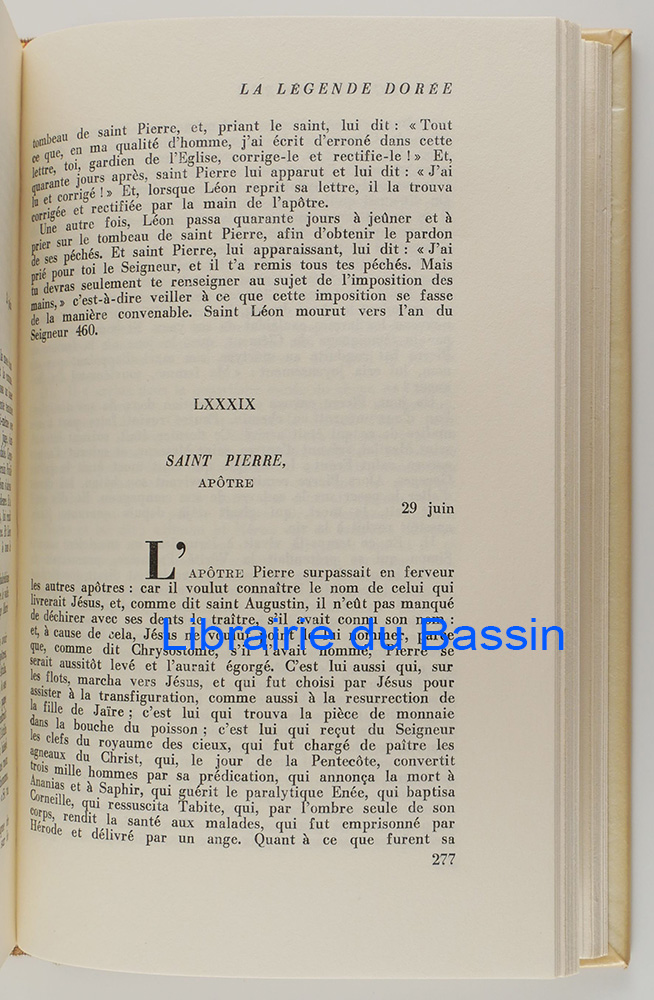 LA LÉGENDE DORÉE
tombeau de saint Pierre, et, priant le saint, lui dit : « Tout
ce que, en ma qualité d'homme, j'ai écrit d'erroné dans cette
lettre, toi, gardien de l'Eglise, corrige-le et rectifie-le ! » Et,
quarante jours après, saint Pierre lui apparut et lui dit : « J'ai
lu et corrigé ! » Et, lorsque Léon reprit sa lettre, il la trouva
corrigée et rectifiée par la main de l'apôtre.
Une autre fois, Léon passa quarante jours à jeûner et à
prier sur le tombeau de saint Pierre, afin d'obtenir le pardon
de ses péchés. Et saint Pierre, lui apparaissant, lui dit : « J'ai
prié pour toi le Seigneur, et il t'a remis tous tes péchés. Mais
tu devras seulement te renseigner au sujet de l'imposition des
mains, » c'est-à-dire veiller à ce que cette imposition se fasse
de la manière convenable. Saint Léon mourut vers l'an du
Seigneur 460.
LXXXIX
SAINT PIERRE,
APÔTRE
29 juin
L'APÔTRE Pierre surpassait en ferveur
les autres apôtres : car il voulut connaître le nom de celui qui
livrerait Jésus, et, comme dit saint Augustin, il n'eût pas manqué
de déchirer avec ses dents le traître, s'il avait connu son nom :
et, à cause de cela, Jésus ne voulut point le lui nommer, parce
que, comme dit Chrysostome, s'il l'avait nommé, Pierre se
serait aussitôt levé et l'aurait égorgé. C'est lui aussi qui, sur
les flots, marcha vers Jésus, et qui fut choisi par Jésus pour
assister à la transfiguration, comme aussi à la resurrection de
la fille de Jaïre ; c'est lui qui trouva la pièce de monnaie
dans la bouche du poisson ; c'est lui qui reçut du Seigneur
les clefs du royaume des cieux, qui fut chargé de paître les
agneaux du Christ, qui, le jour de la Pentecôte, convertit
trois mille hommes par sa prédication, qui annonça la mort à
Ananias et à Saphir, qui guérit le paralytique Enée, qui baptisa
Corneille, qui ressuscita Tabite, qui, par l'ombre seule de son
corps, rendit la santé aux malades, qui fut emprisonné par
Hérode et délivré par un ange. Quant à ce que furent sa
277
Librairie du Bassin